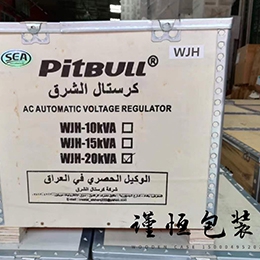 SEA
PitBULL®
WJH
كرستال الشرق
AC AUTOMATIC VOLTAGE REGULATOR
WJH-10kVA
WJH-15kVA
WJH-20kVA
الوكيل الحصري في العراق
شركة كرستال الشرق
谨恒包装